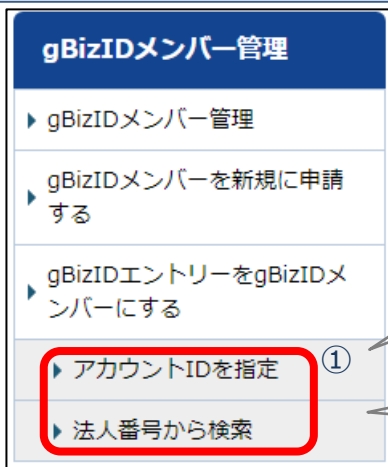 gBizIDメンバー管理
gBizIDメンバー管理
gBizIDメンバーを新規に申請
する
gBizIDエントリーをgBizIDメ
ンバーにする
アカウントIDを指定 ①
法人番号から検索